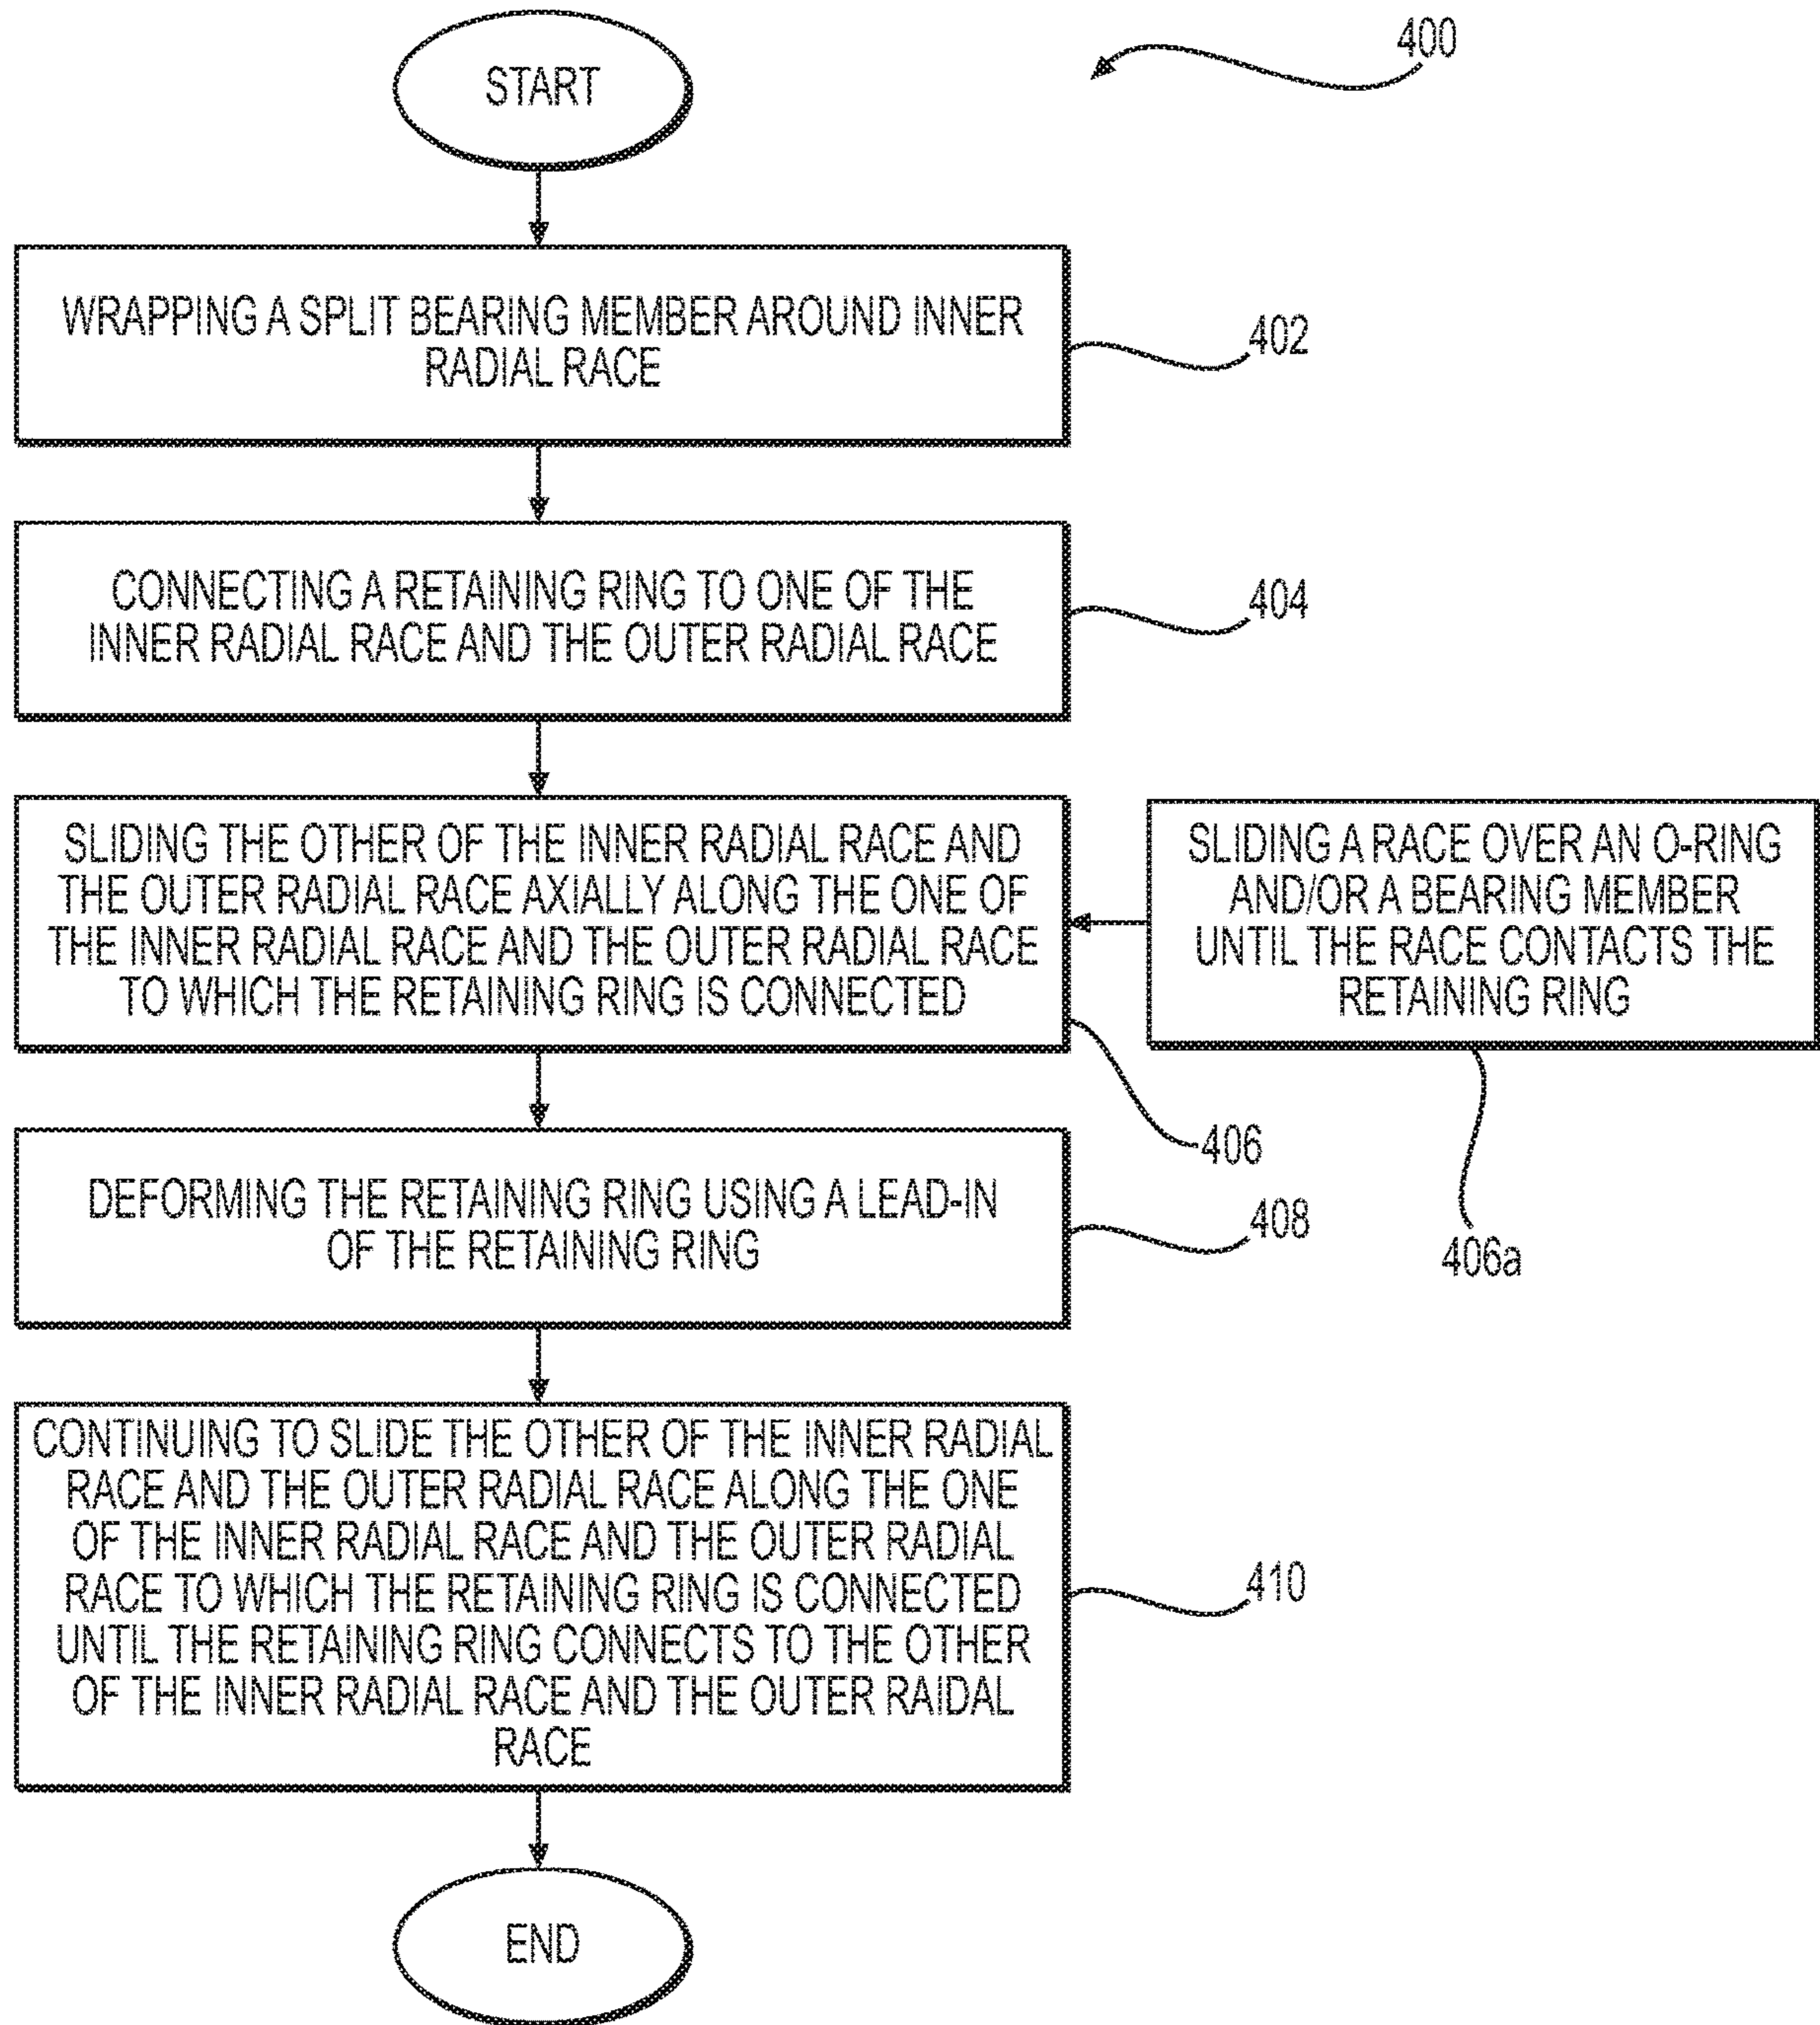 400
START
WRAPPING A SPLIT BEARING MEMBER AROUND INNER
RADIAL RACE
402
CONNECTING A RETAINING RING TO ONE OF THE
INNER RADIAL RACE AND THE OUTER RADIAL RACE
404
SLIDING THE OTHER OF THE INNER RADIAL RACE AND
THE OUTER RADIAL RACE AXIALLY ALONG THE ONE OF
THE INNER RADIAL RACE AND THE OUTER RADIAL RACE
TO WHICH THE RETAINING RING IS CONNECTED
406
SLIDING A RACE OVER AN O-RING
AND/OR A BEARING MEMBER
UNTIL THE RACE CONTACTS THE
RETAINING RING
406a
DEFORMING THE RETAINING RING USING A LEAD-IN
OF THE RETAINING RING
408
CONTINUING TO SLIDE THE OTHER OF THE INNER RADIAL
RACE AND THE OUTER RADIAL RACE ALONG THE ONE
OF THE INNER RADIAL RACE AND THE OUTER RADIAL
RACE TO WHICH THE RETAINING RING IS CONNECTED
UNTIL THE RETAINING RING CONNECTS TO THE OTHER
OF THE INNER RADIAL RACE AND THE OUTER RAIDAL
RACE
410
END